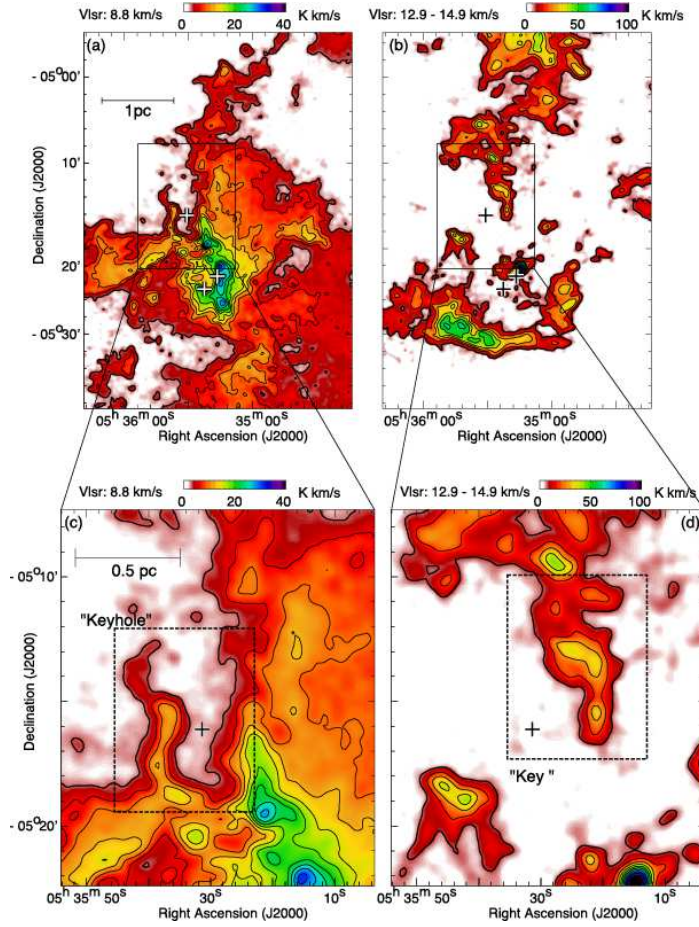 Vlsr: 8.8 km/s 0 20 40 K km/s
Vlsr: 12.9 - 14.9 km/s 0 50 100 K km/s
(a)
(b)
- 05° 00'
1pc
10'
20'
- 05° 30'
Declination (J2000)
05ʰ 36ᵐ 00ˢ 35ᵐ 00ˢ
05ʰ 36ᵐ 00ˢ 35ᵐ 00ˢ
Right Ascension (J2000)
Right Ascension (J2000)
Vlsr: 8.8 km/s 0 20 40 K km/s
Vlsr: 12.9 - 14.9 km/s 0 50 100 K km/s
(c)
(d)
0.5 pc
- 05° 10'
"Keyhole"
"Key "
- 05° 20'
Declination (J2000)
05ʰ 35ᵐ 50ˢ 30ˢ 10ˢ
05ʰ 35ᵐ 50ˢ 30ˢ 10ˢ
Right Ascension (J2000)
Right Ascension (J2000)